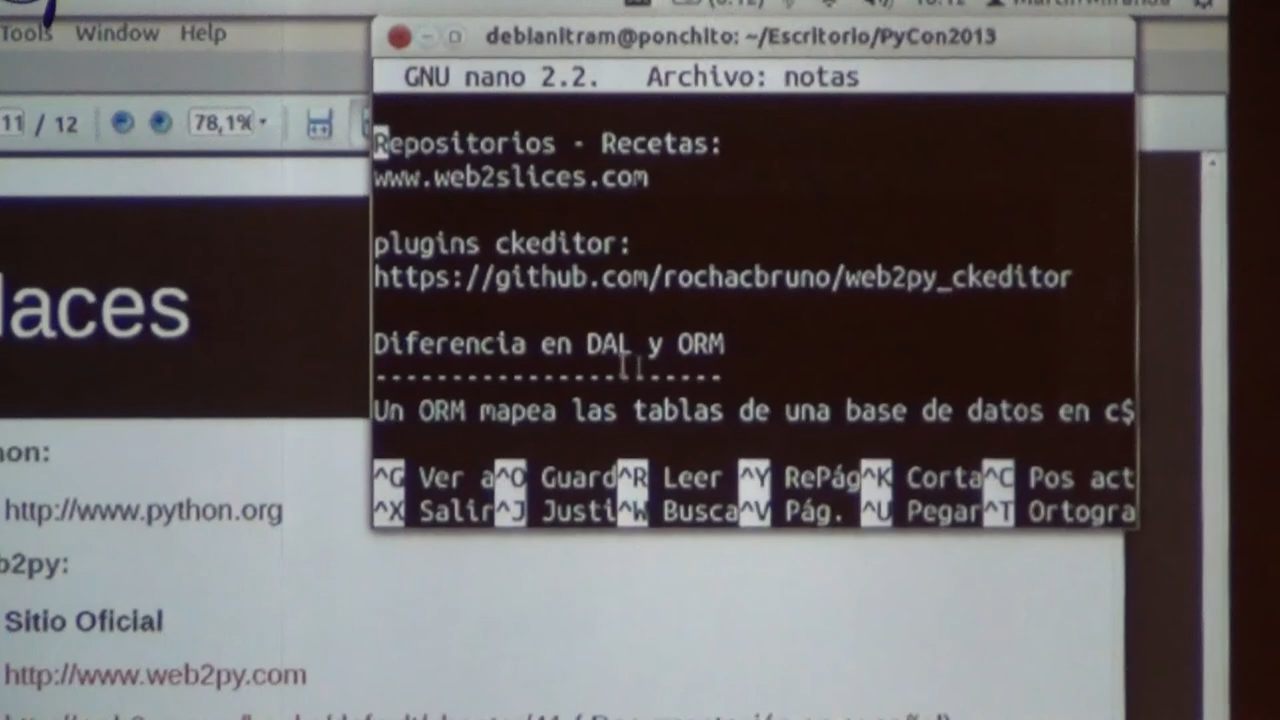 Tools Window Help
11 / 12 78,1%
debianitram@ponchito: ~/Escritorio/PyCon2013
GNU nano 2.2. Archivo: notas
Repositorios - Recetas:
www.web2slices.com
plugins ckeditor:
https://github.com/rochacbruno/web2py_ckeditor
Diferencia en DAL y ORM
-----------------------
Un ORM mapea las tablas de una base de datos en c$
^G Ver a^O Guard^R Leer ^Y RePág^K Corta^C Pos act
^X Salir^J Justi^W Busca^V Pág. ^U Pegar^T Ortogra
laces
hon:
http://www.python.org
b2py:
Sitio Oficial
http://www.web2py.com